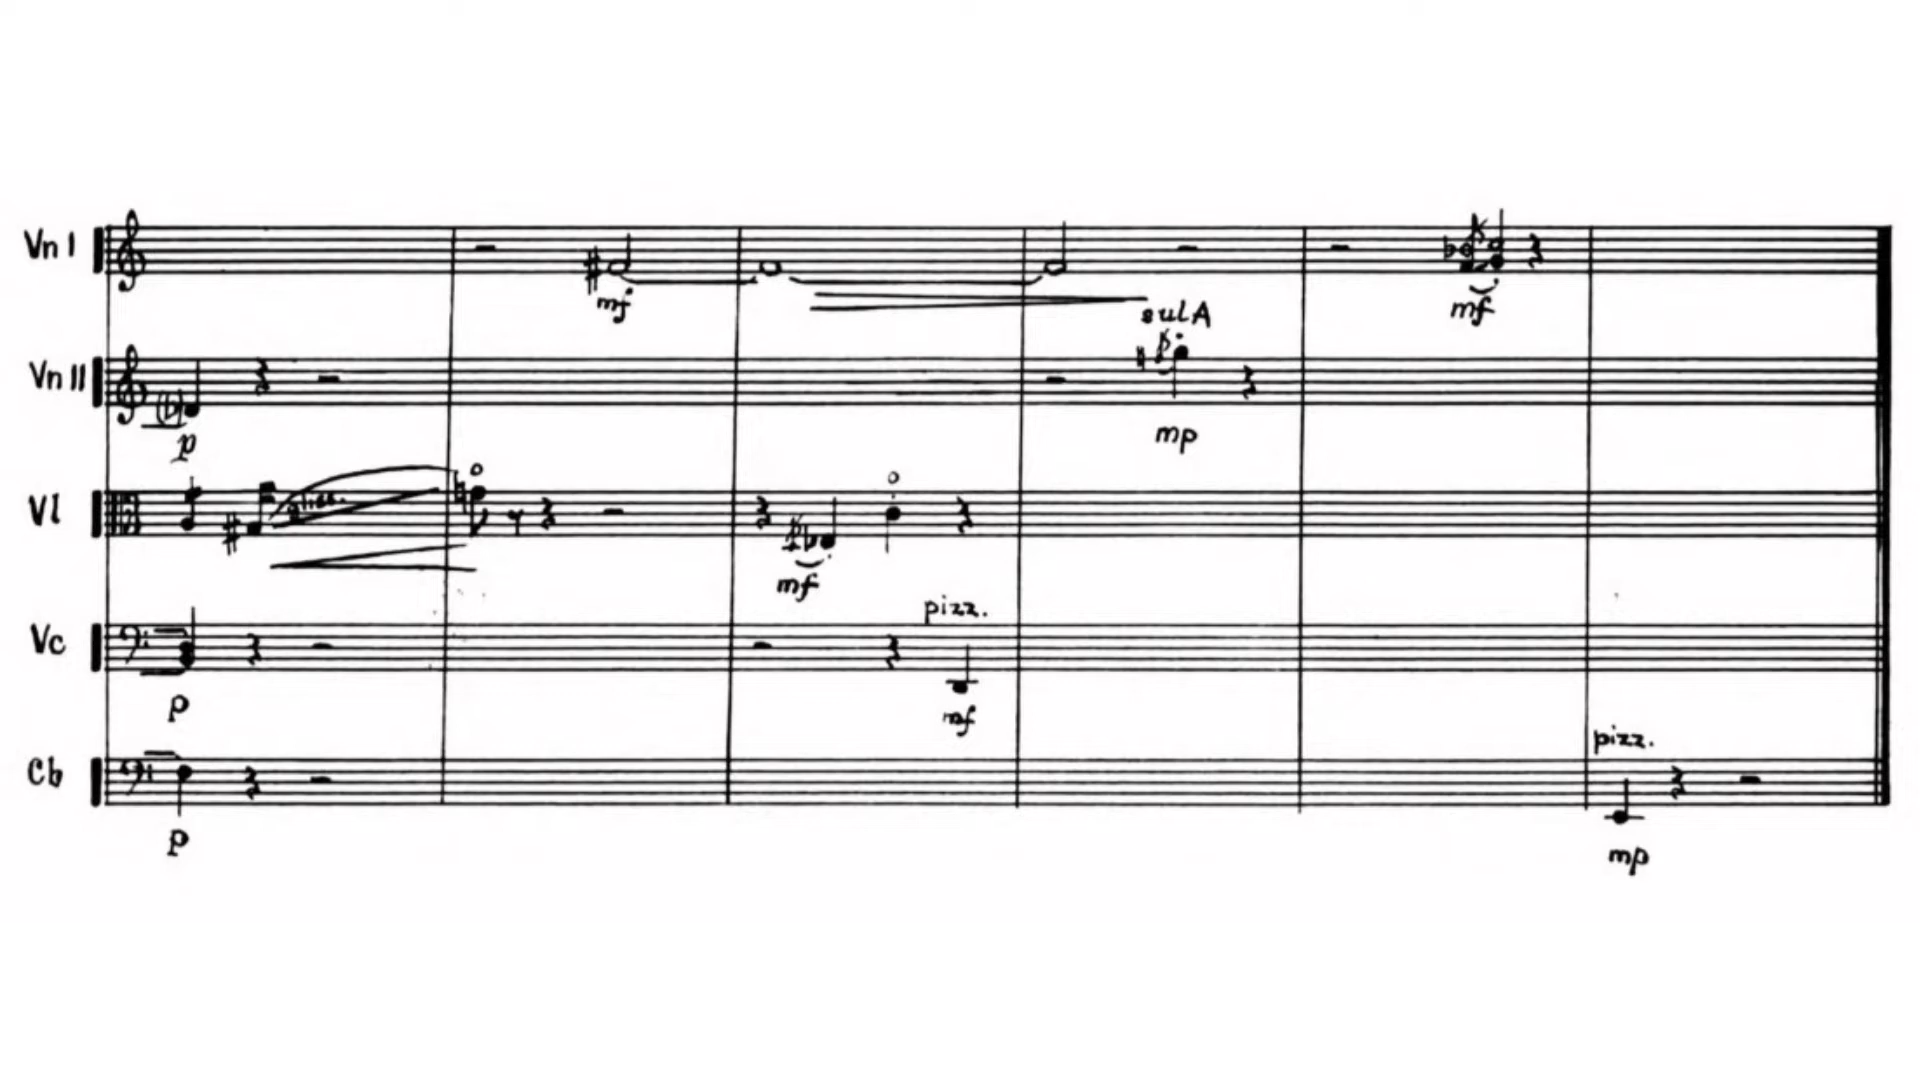 Vn I
mf
mf
sul A
Vn II
p
mp
Vl
gliss.
mf
pizz.
Vc
p
mf
pizz.
Cb
p
mp